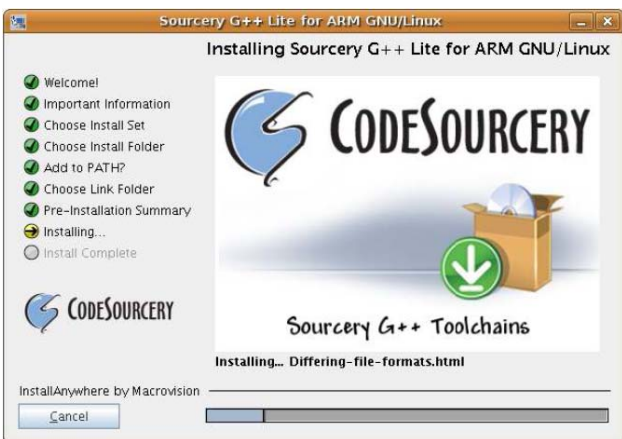 Sourcery G++ Lite for ARM GNU/Linux
Installing Sourcery G++ Lite for ARM GNU/Linux
Welcome!
Important Information
Choose Install Set
Choose Install Folder
Add to PATH?
Choose Link Folder
Pre-Installation Summary
Installing...
Install Complete
CODESOURCERY
CODESOURCERY
Sourcery G++ Toolchains
Installing... Differing-file-formats.html
InstallAnywhere by Macrovision
Cancel